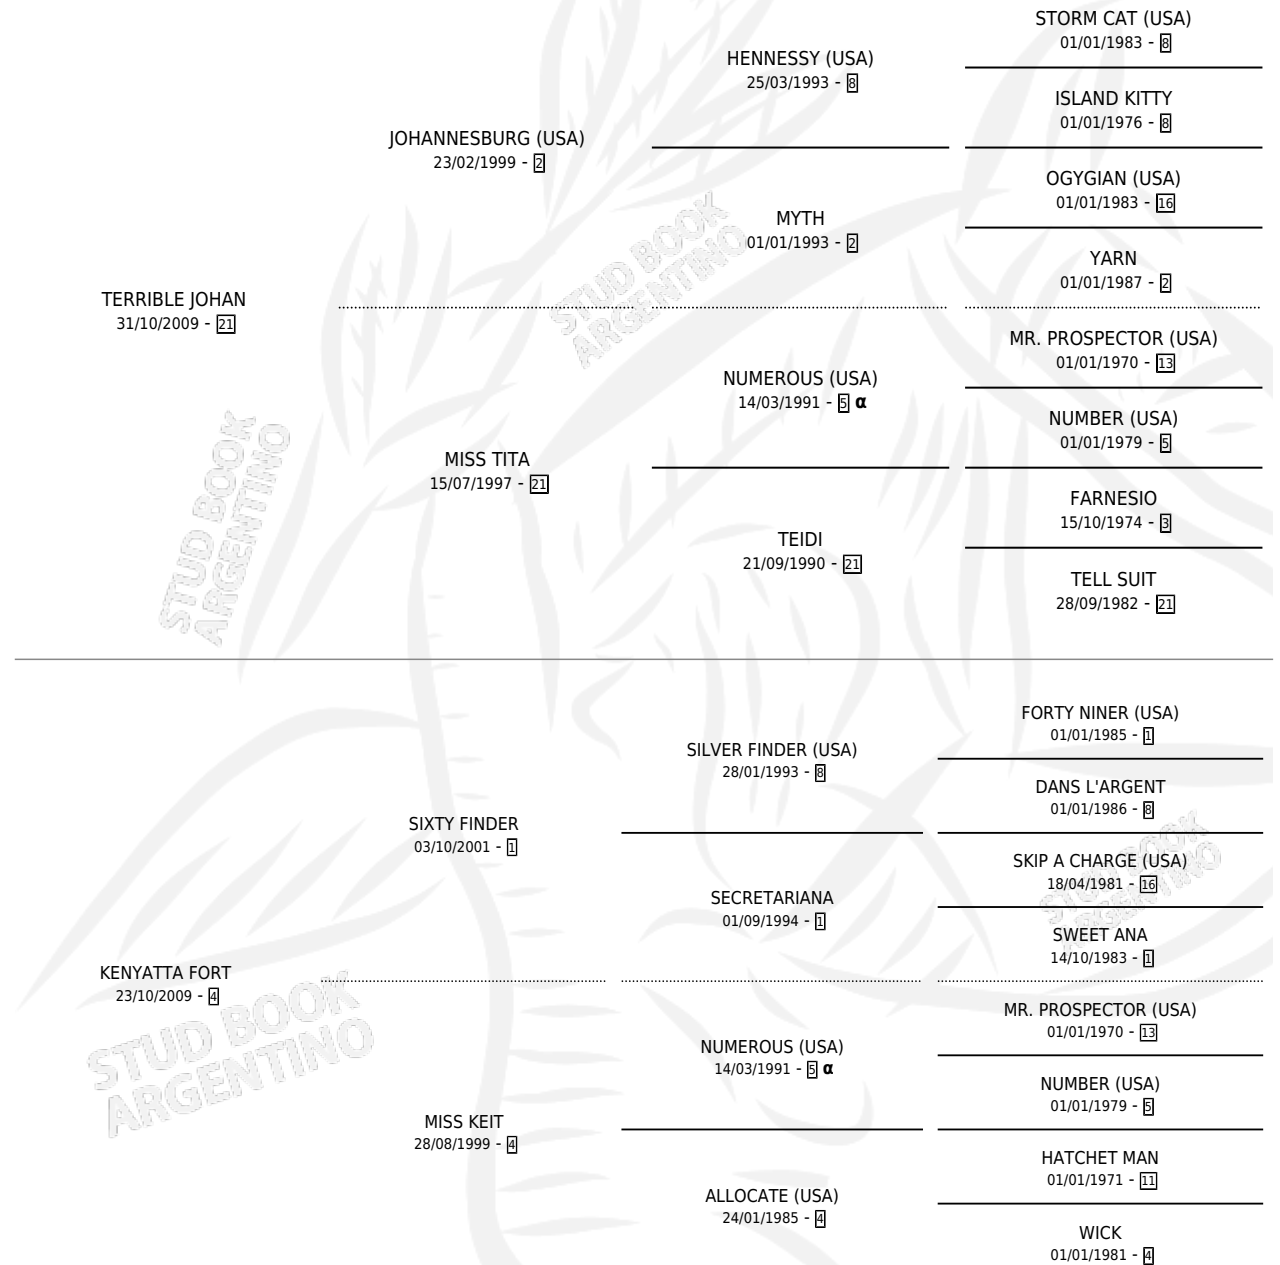 STORM CAT (USA)
01/01/1983 - 8
HENNESSY (USA)
25/03/1993 - 8
ISLAND KITTY
01/01/1976 - 8
JOHANNESBURG (USA)
23/02/1999 - 2
OGYGIAN (USA)
01/01/1983 - 16
MYTH
01/01/1993 - 2
YARN
01/01/1987 - 2
TERRIBLE JOHAN
31/10/2009 - 21
MR. PROSPECTOR (USA)
01/01/1970 - 13
NUMEROUS (USA)
14/03/1991 - 5 α
NUMBER (USA)
01/01/1979 - 5
MISS TITA
15/07/1997 - 21
FARNESIO
15/10/1974 - 3
TEIDI
21/09/1990 - 21
TELL SUIT
28/09/1982 - 21
STUD BOOK
ARGENTINO
STUD BOOK
ARGENTINO
FORTY NINER (USA)
01/01/1985 - 1
SILVER FINDER (USA)
28/01/1993 - 8
DANS L'ARGENT
01/01/1986 - 8
SIXTY FINDER
03/10/2001 - 1
SKIP A CHARGE (USA)
18/04/1981 - 16
SECRETARIANA
01/09/1994 - 1
SWEET ANA
14/10/1983 - 1
KENYATTA FORT
23/10/2009 - 4
MR. PROSPECTOR (USA)
01/01/1970 - 13
NUMEROUS (USA)
14/03/1991 - 5 α
NUMBER (USA)
01/01/1979 - 5
MISS KEIT
28/08/1999 - 4
HATCHET MAN
01/01/1971 - 11
ALLOCATE (USA)
24/01/1985 - 4
WICK
01/01/1981 - 4
STUD BOOK
ARGENTINO
STUD BOOK
ARGENTINO